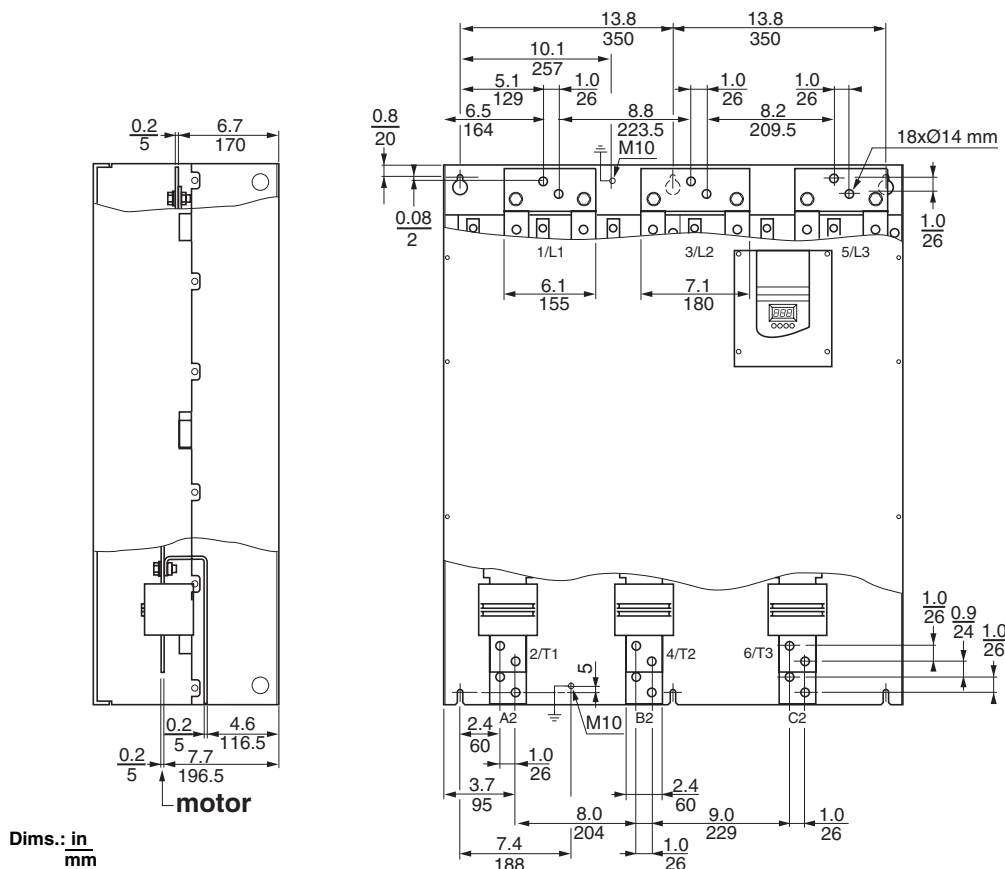 13.8 13.8
350 350
10.1
257
5.1 1.0 1.0 1.0
129 26 26 26
6.5 8.8 8.2
164 223.5 209.5
0.2 6.7
5 170
0.8
20
M10
18xØ14 mm
0.08
2
1.0
26
1/L1 3/L2 5/L3
6.1 7.1
155 180
888
1.0
26
0.9
24
1.0
26
2/T1 4/T2 6/T3
5
A2 M10 B2 C2
0.2 4.6
5 116.5
0.2 7.7
5 196.5
motor
2.4
60
1.0
26
3.7
95
2.4
60
8.0 9.0 1.0
204 229 26
7.4 1.0
188 26
Dims.: in
mm